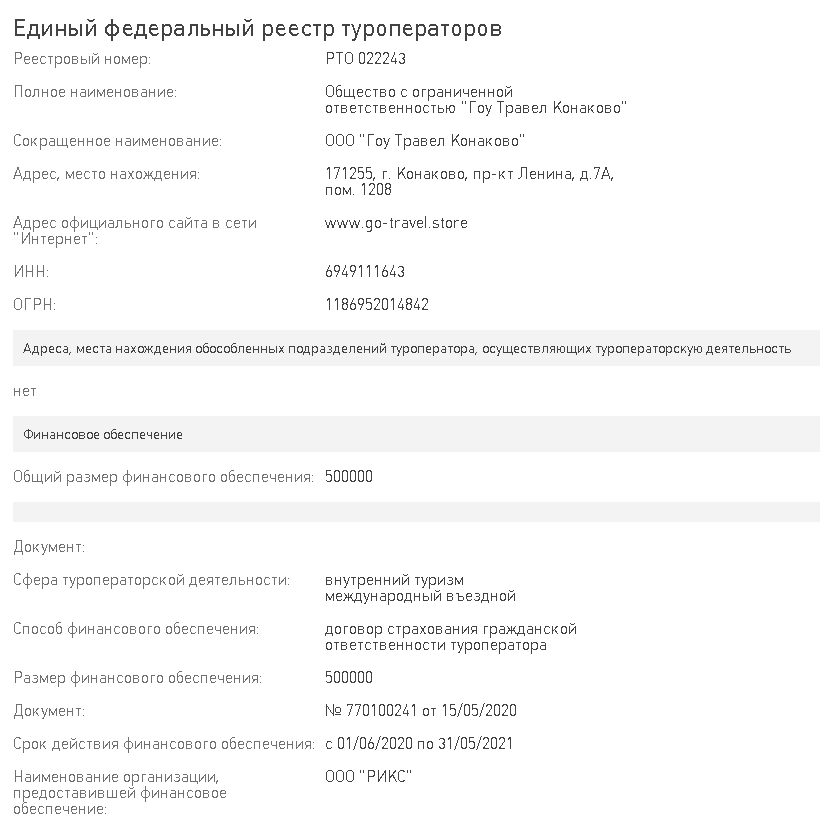 Единый федеральный реестр туроператоров
Реестровый номер: РТО 022243
Полное наименование: Общество с ограниченной
ответственностью "Гоу Травел Конаково"
Сокращенное наименование: ООО "Гоу Травел Конаково"
Адрес, место нахождения: 171255, г. Конаково, пр-кт Ленина, д.7А,
пом. 1208
Адрес официального сайта в сети www.go-travel.store
"Интернет":
ИНН: 6949111643
ОГРН: 1186952014842
Адреса, места нахождения обособленных подразделений туроператора, осуществляющих туроператорскую деятельность
нет
Финансовое обеспечение
Общий размер финансового обеспечения: 500000
Документ:
Сфера туроператорской деятельности: внутренний туризм
международный въездной
Способ финансового обеспечения: договор страхования гражданской
ответственности туроператора
Размер финансового обеспечения: 500000
Документ: № 770100241 от 15/05/2020
Срок действия финансового обеспечения: с 01/06/2020 по 31/05/2021
Наименование организации, ООО "РИКС"
предоставившей финансовое
обеспечение: